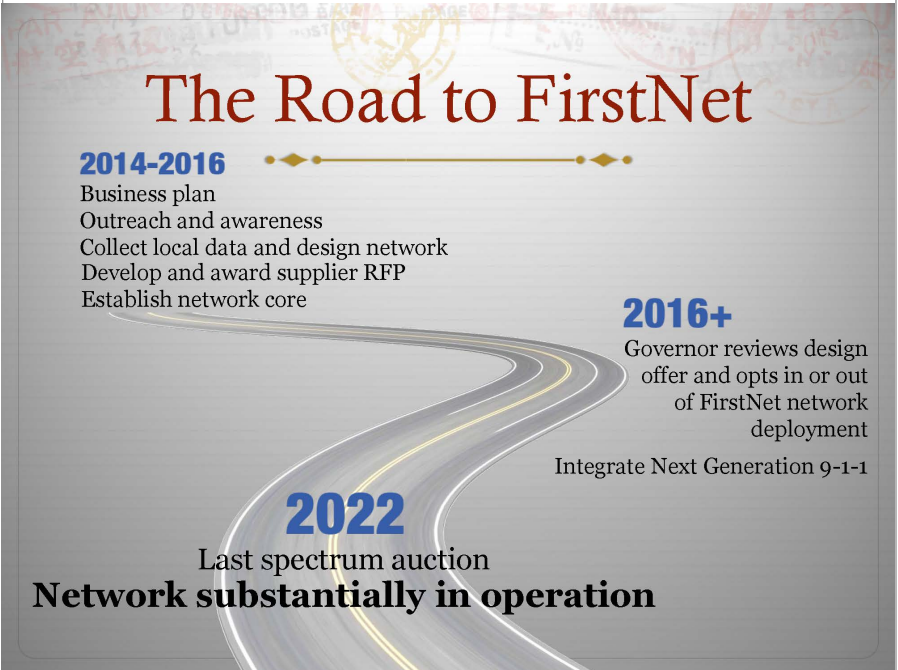 The Road to FirstNet
2014-2016
Business plan
Outreach and awareness
Collect local data and design network
Develop and award supplier RFP
Establish network core
2016+
Governor reviews design
offer and opts in or out
of FirstNet network
deployment
Integrate Next Generation 9-1-1
2022
Last spectrum auction
Network substantially in operation